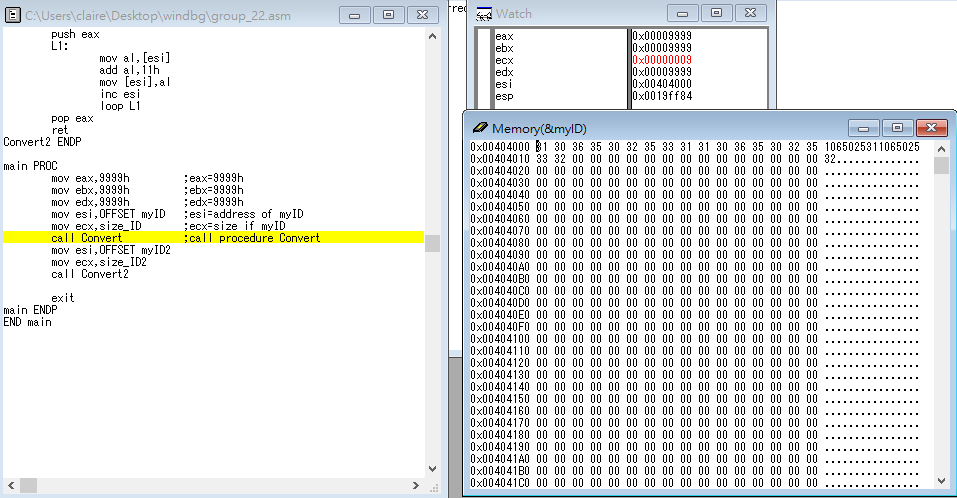 C:\Users\claire\Desktop\windbg\group_22.asm
push eax
L1:
mov al,[esi]
add al,11h
mov [esi],al
inc esi
loop L1
pop eax
ret
Convert2 ENDP
main PROC
mov eax,9999h ;eax=9999h
mov ebx,9999h ;ebx=9999h
mov edx,9999h ;edx=9999h
mov esi,OFFSET myID ;esi=address of myID
mov ecx,size_ID ;ecx=size if myID
call Convert ;call procedure Convert
mov esi,OFFSET myID2
mov ecx,size_ID2
call Convert2
exit
main ENDP
END main
Watch
eax 0x00009999
ebx 0x00009999
ecx 0x00000009
edx 0x00009999
esi 0x00404000
esp 0x0019ff84
Memory(&myID)
0x00404000 31 30 36 35 30 32 35 33 31 31 30 36 35 30 32 35 1065025311065025
0x00404010 33 32 00 00 00 00 00 00 00 00 00 00 00 00 00 00 32..............
0x00404020 00 00 00 00 00 00 00 00 00 00 00 00 00 00 00 00 ................
0x00404030 00 00 00 00 00 00 00 00 00 00 00 00 00 00 00 00 ................
0x00404040 00 00 00 00 00 00 00 00 00 00 00 00 00 00 00 00 ................
0x00404050 00 00 00 00 00 00 00 00 00 00 00 00 00 00 00 00 ................
0x00404060 00 00 00 00 00 00 00 00 00 00 00 00 00 00 00 00 ................
0x00404070 00 00 00 00 00 00 00 00 00 00 00 00 00 00 00 00 ................
0x00404080 00 00 00 00 00 00 00 00 00 00 00 00 00 00 00 00 ................
0x00404090 00 00 00 00 00 00 00 00 00 00 00 00 00 00 00 00 ................
0x004040A0 00 00 00 00 00 00 00 00 00 00 00 00 00 00 00 00 ................
0x004040B0 00 00 00 00 00 00 00 00 00 00 00 00 00 00 00 00 ................
0x004040C0 00 00 00 00 00 00 00 00 00 00 00 00 00 00 00 00 ................
0x004040D0 00 00 00 00 00 00 00 00 00 00 00 00 00 00 00 00 ................
0x004040E0 00 00 00 00 00 00 00 00 00 00 00 00 00 00 00 00 ................
0x004040F0 00 00 00 00 00 00 00 00 00 00 00 00 00 00 00 00 ................
0x00404100 00 00 00 00 00 00 00 00 00 00 00 00 00 00 00 00 ................
0x00404110 00 00 00 00 00 00 00 00 00 00 00 00 00 00 00 00 ................
0x00404120 00 00 00 00 00 00 00 00 00 00 00 00 00 00 00 00 ................
0x00404130 00 00 00 00 00 00 00 00 00 00 00 00 00 00 00 00 ................
0x00404140 00 00 00 00 00 00 00 00 00 00 00 00 00 00 00 00 ................
0x00404150 00 00 00 00 00 00 00 00 00 00 00 00 00 00 00 00 ................
0x00404160 00 00 00 00 00 00 00 00 00 00 00 00 00 00 00 00 ................
0x00404170 00 00 00 00 00 00 00 00 00 00 00 00 00 00 00 00 ................
0x00404180 00 00 00 00 00 00 00 00 00 00 00 00 00 00 00 00 ................
0x00404190 00 00 00 00 00 00 00 00 00 00 00 00 00 00 00 00 ................
0x004041A0 00 00 00 00 00 00 00 00 00 00 00 00 00 00 00 00 ................
0x004041B0 00 00 00 00 00 00 00 00 00 00 00 00 00 00 00 00 ................
0x004041C0 00 00 00 00 00 00 00 00 00 00 00 00 00 00 00 00 ................